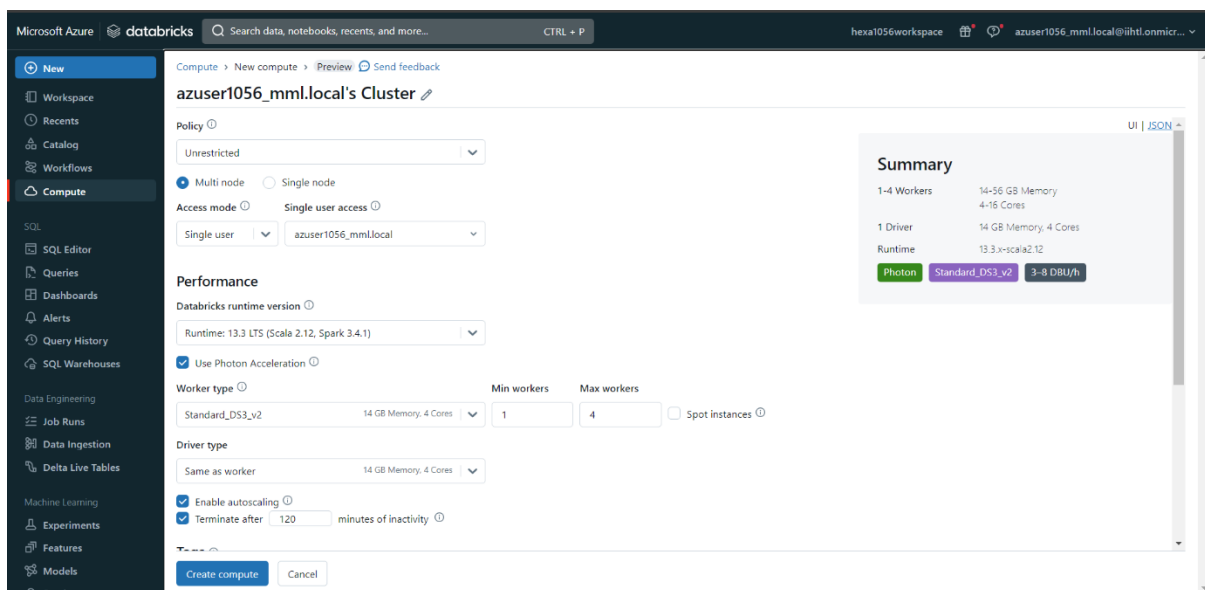 Microsoft Azure databricks Search data, notebooks, recents, and more... CTRL + P hexa1056workspace azuser1056_mml.local@iihtl.onmicr...
New
Workspace
Recents
Catalog
Workflows
Compute
SQL
SQL Editor
Queries
Dashboards
Alerts
Query History
SQL Warehouses
Data Engineering
Job Runs
Data Ingestion
Delta Live Tables
Machine Learning
Experiments
Features
Models
Compute > New compute > Preview Send feedback
azuser1056_mml.local's Cluster
UI | JSON
Policy
Unrestricted
Multi node Single node
Access mode Single user access
Single user azuser1056_mml.local
Performance
Databricks runtime version
Runtime: 13.3 LTS (Scala 2.12, Spark 3.4.1)
Use Photon Acceleration
Worker type Min workers Max workers
Standard_DS3_v2 14 GB Memory, 4 Cores 1 4 Spot instances
Driver type
Same as worker 14 GB Memory, 4 Cores
Enable autoscaling
Terminate after 120 minutes of inactivity
Create compute Cancel
Summary
1-4 Workers 14-56 GB Memory
4-16 Cores
1 Driver 14 GB Memory, 4 Cores
Runtime 13.3.x-scala2.12
Photon Standard_DS3_v2 3–8 DBU/h